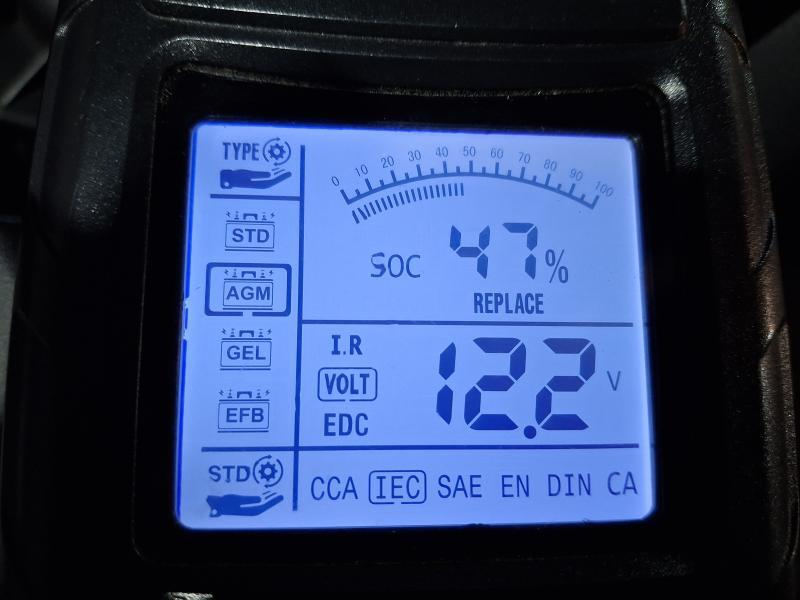 TYPE
STD
AGM
GEL
EFB
STD
0 10 20 30 40 50 60 70 80 90 100
SOC 47%
REPLACE
I.R
VOLT
EDC
12.2 V
CCA IEC SAE EN DIN CA